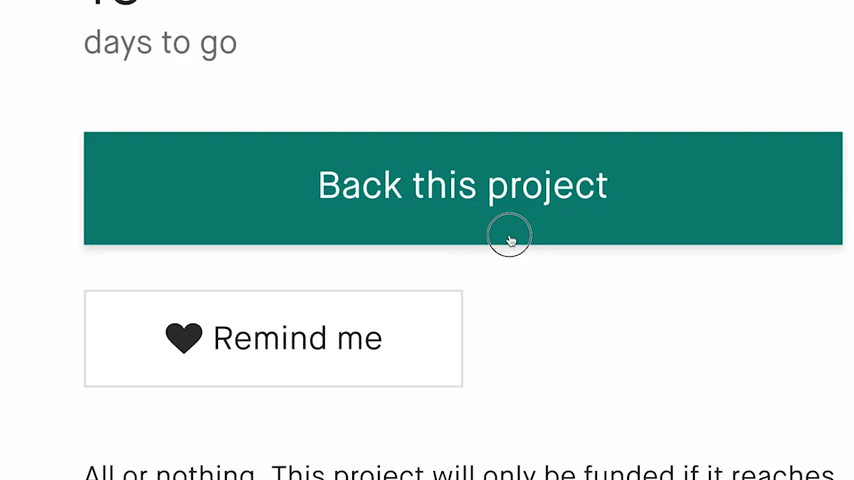 days to go
Back this project
Remind me
All or nothing. This project will only be funded if it reaches